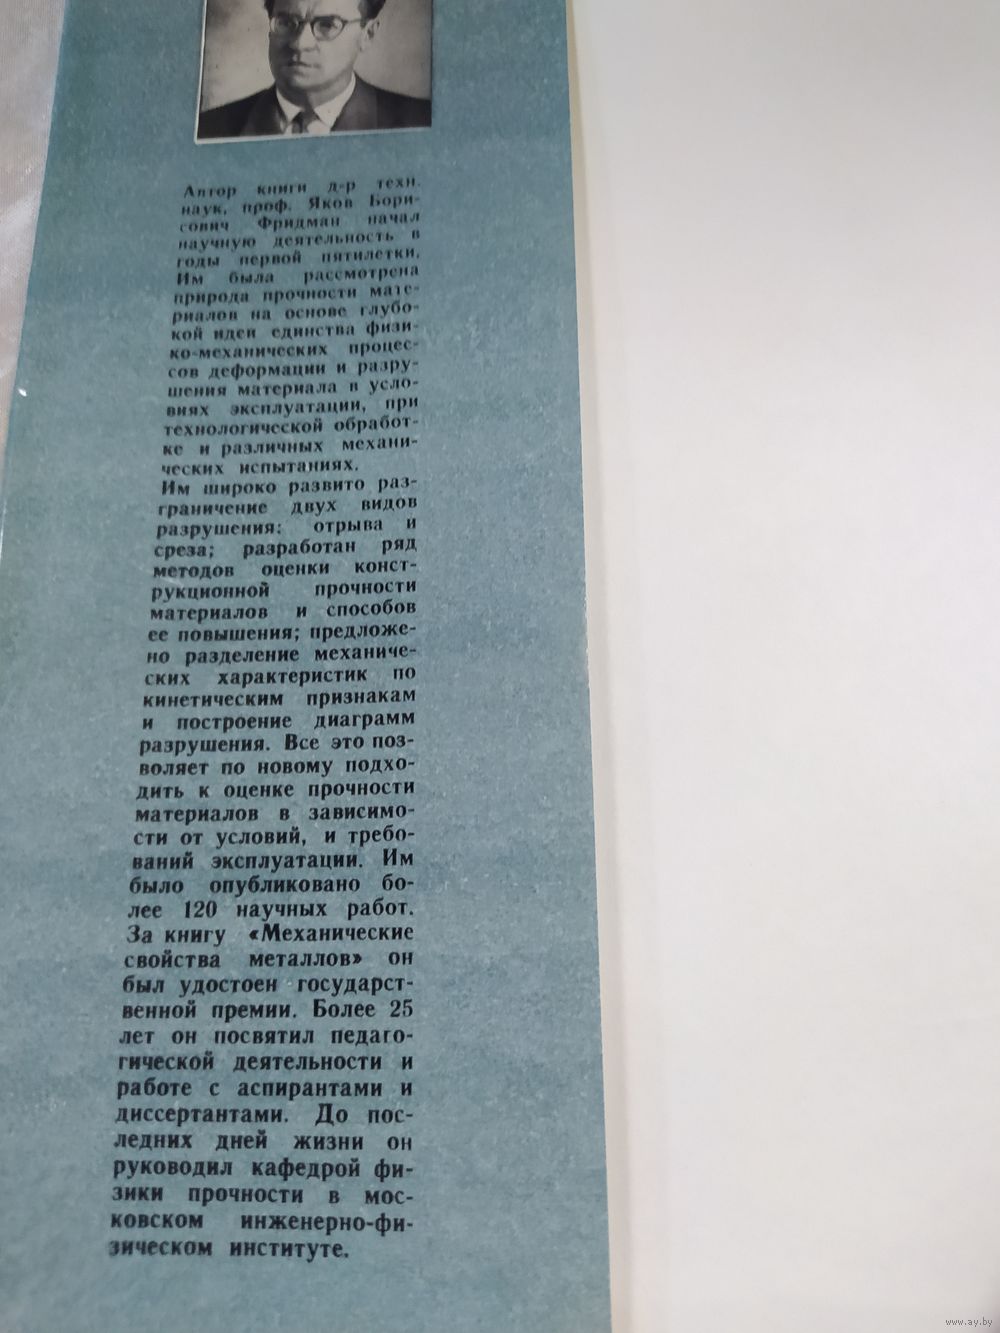 Автор книги д-р техн.
наук, проф. Яков Бори-
сович Фридман начал
научную деятельность в
годы первой пятилетки.
Им была рассмотрена
природа прочности мате-
риалов на основе глубо-
кой идеи единства физи-
ко-механических процес-
сов деформации и разру-
шения материала в усло-
виях эксплуатации, при
технологической обработ-
ке и различных механи-
ческих испытаниях.
Им широко развито раз-
граничение двух видов
разрушения: отрыва и
среза; разработан ряд
методов оценки конст-
рукционной прочности
материалов и способов
ее повышения; предложе-
но разделение механиче-
ских характеристик по
кинетическим признакам
и построение диаграмм
разрушения. Все это поз-
воляет по новому подхо-
дить к оценке прочности
материалов в зависимо-
сти от условий, и требо-
ваний эксплуатации. Им
было опубликовано бо-
лее 120 научных работ.
За книгу «Механические
свойства металлов» он
был удостоен государст-
венной премии. Более 25
лет он посвятил педаго-
гической деятельности и
работе с аспирантами и
диссертантами. До пос-
ледних дней жизни он
руководил кафедрой фи-
зики прочности в мос-
ковском инженерно-фи-
зическом институте.
www.ay.by